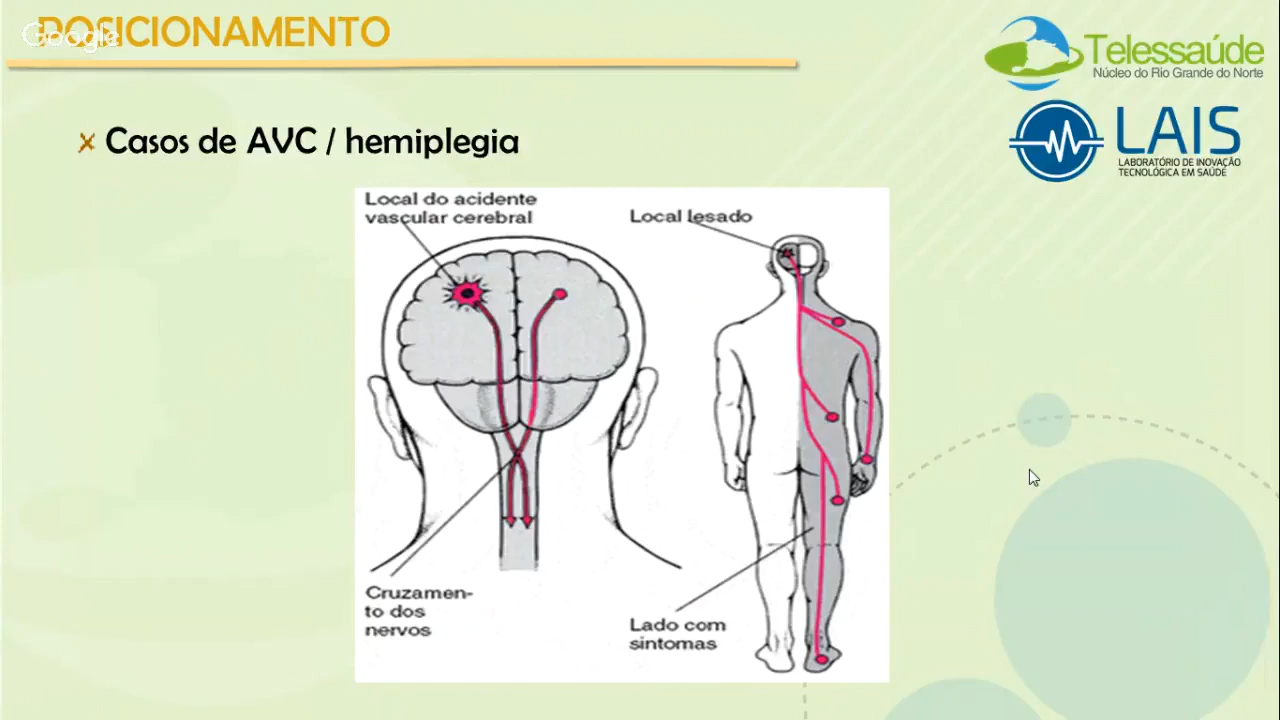 POSICIONAMENTO
Google
Telessaúde
Núcleo do Rio Grande do Norte
LAIS
LABORATÓRIO DE INOVAÇÃO
TECNOLÓGICA EM SAÚDE
Casos de AVC / hemiplegia
Local do acidente
vascular cerebral
Local lesado
Cruzamen-
to dos
nervos
Lado com
sintomas